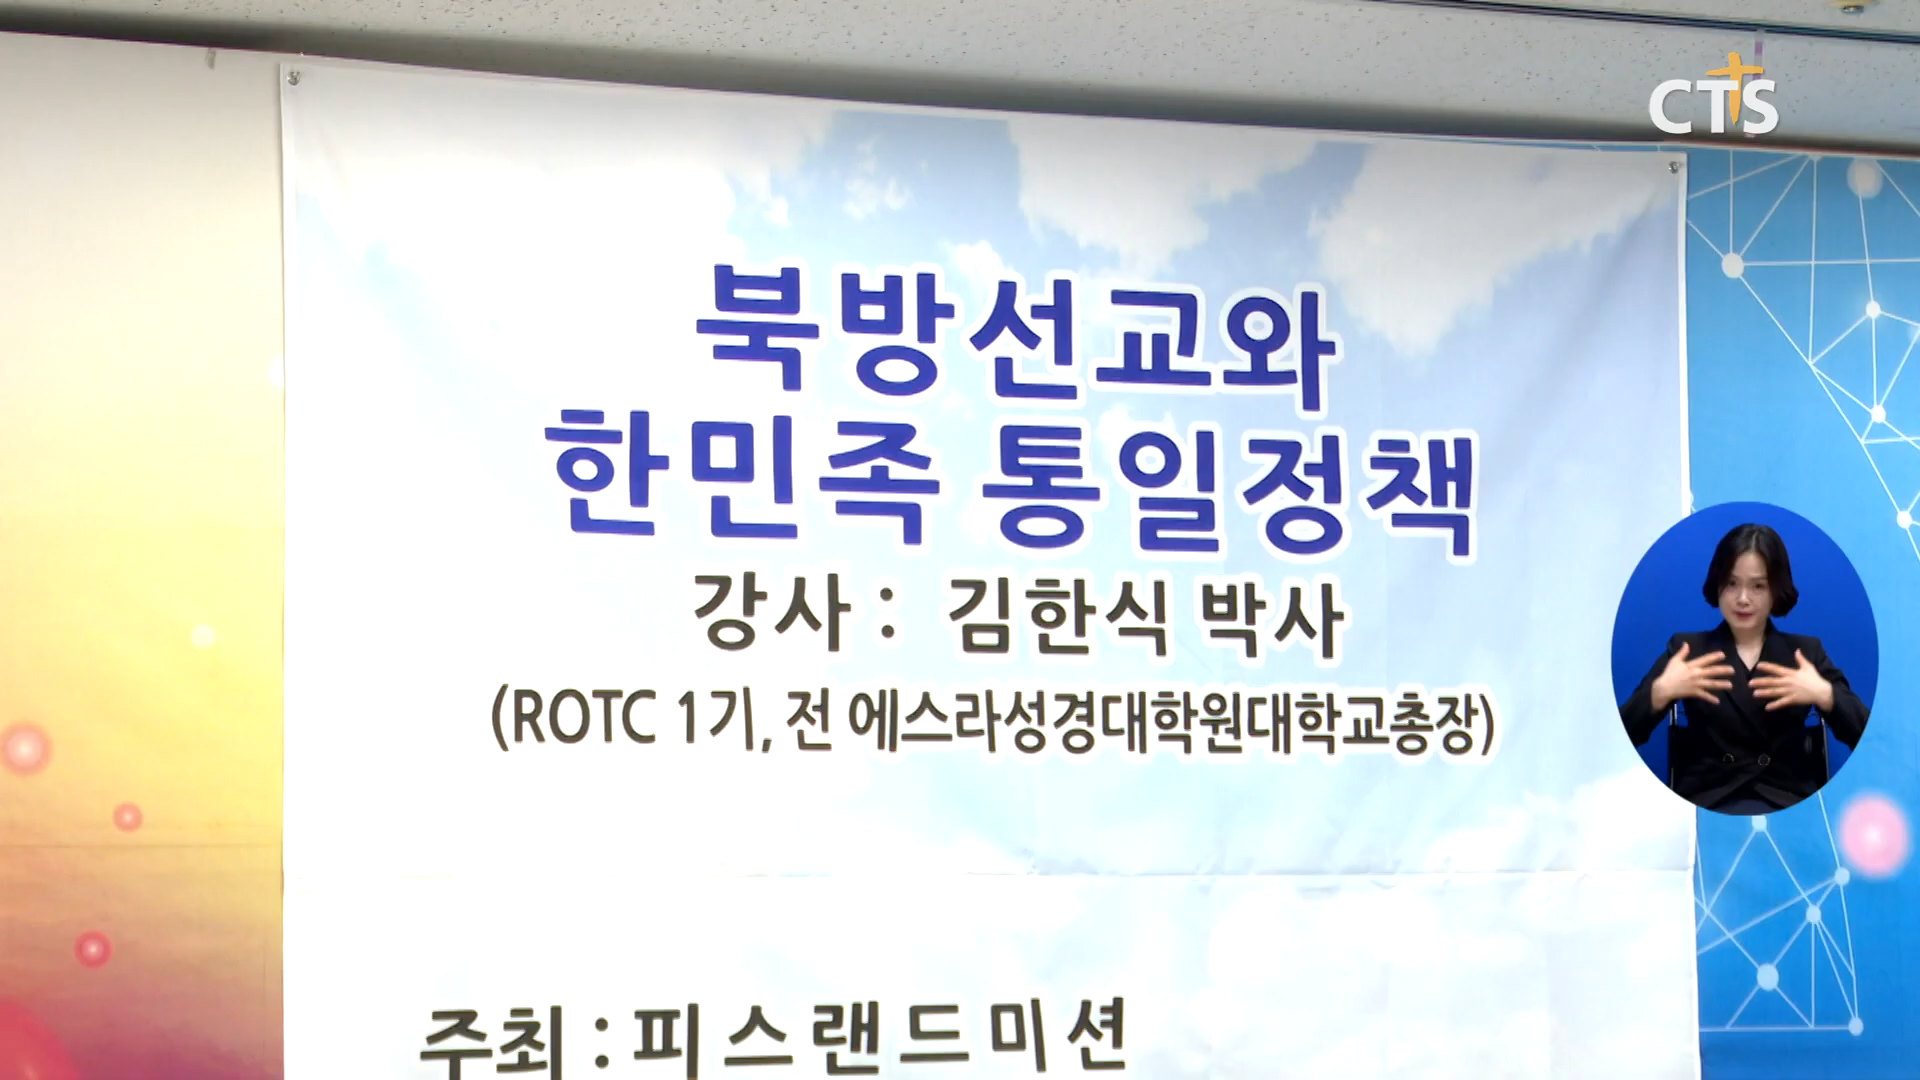 CTS
북방선교와
한민족 통일정책
강사 : 김한식 박사
(ROTC 1기, 전 에스라성경대학원대학교총장)
주최 : 피스랜드미션